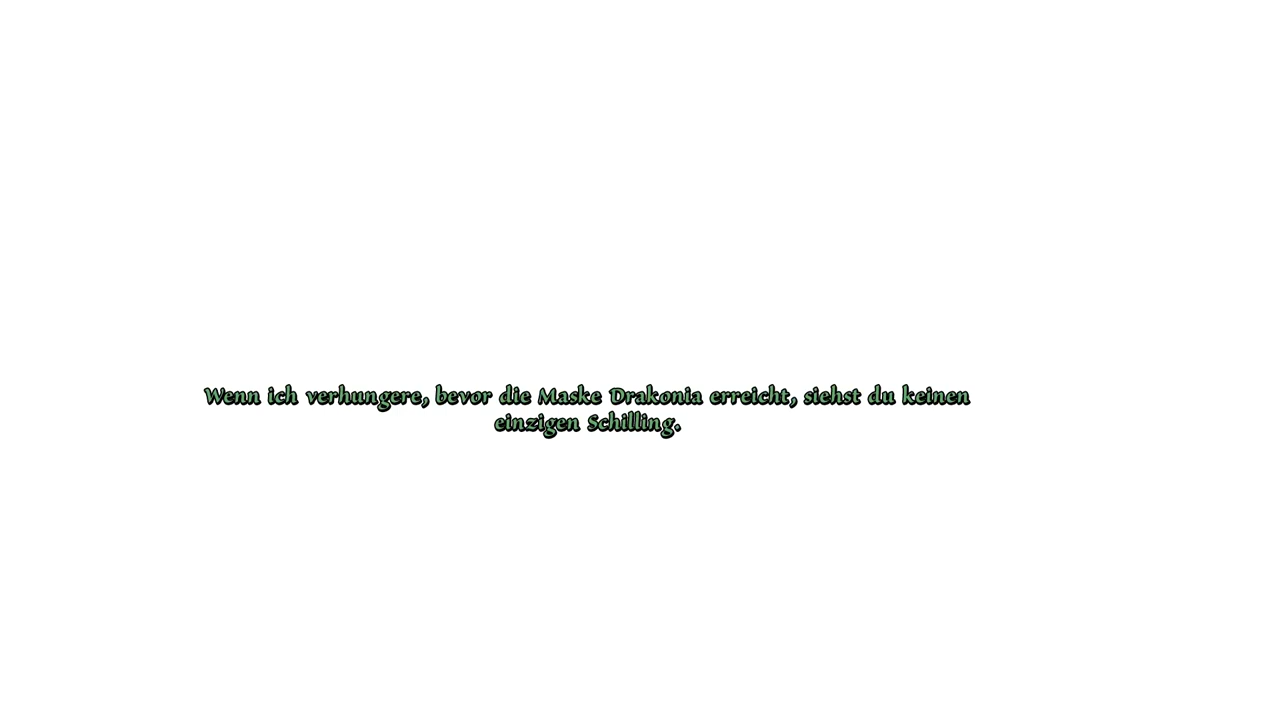 Wenn ich verhungere, bevor die Maske Drakonia erreicht, siehst du keinen
einzigen Schilling.